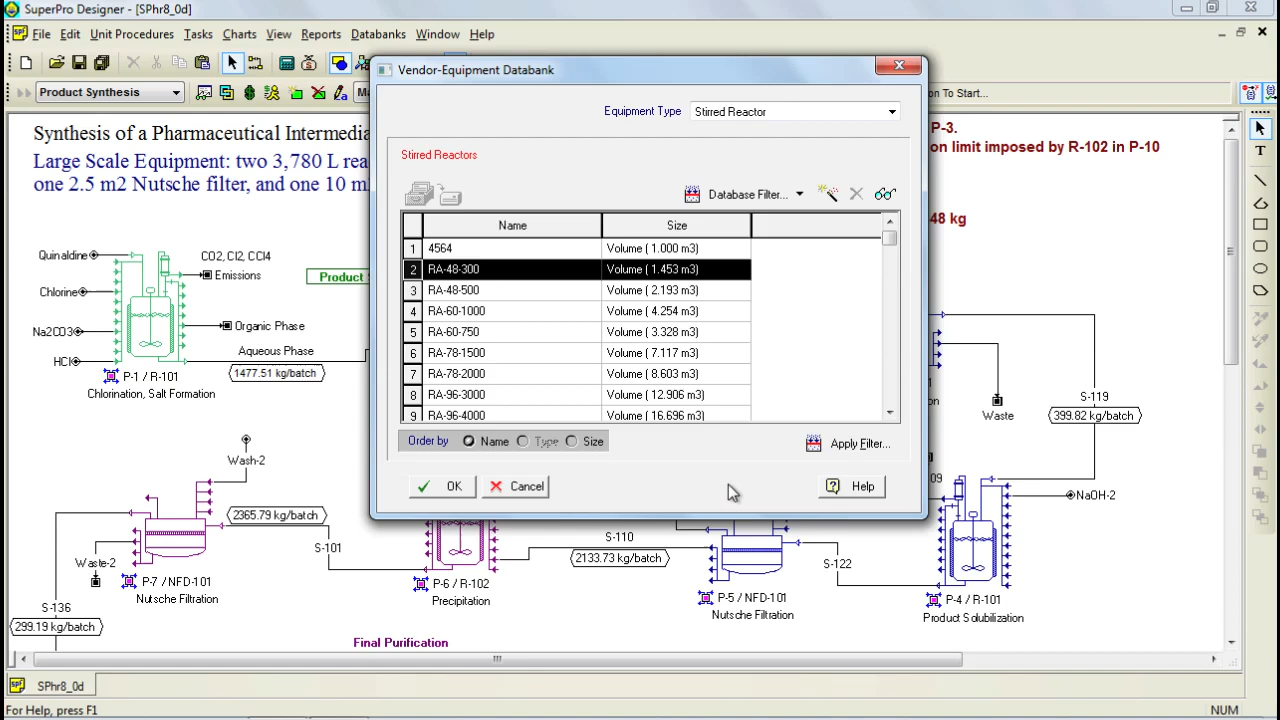 SuperPro Designer - [SPhr8_0d]
File Edit Unit Procedures Tasks Charts View Reports Databanks Window Help
Product Synthesis
on To Start...
Synthesis of a Pharmaceutical Intermedia
Large Scale Equipment: two 3,780 L rea
one 2.5 m2 Nutsche filter, and one 10 m
P-3.
on limit imposed by R-102 in P-10
48 kg
Vendor-Equipment Databank
Equipment Type Stirred Reactor
Stirred Reactors
Database Filter...
Name Size
1 4564 Volume ( 1.000 m3)
2 RA-48-300 Volume ( 1.453 m3)
3 RA-48-500 Volume ( 2.193 m3)
4 RA-60-1000 Volume ( 4.254 m3)
5 RA-60-750 Volume ( 3.328 m3)
6 RA-78-1500 Volume ( 7.117 m3)
7 RA-78-2000 Volume ( 8.603 m3)
8 RA-96-3000 Volume ( 12.906 m3)
9 RA-96-4000 Volume ( 16.696 m3)
Order by Name Type Size
Apply Filter...
OK Cancel Help
Quinaldine
CO2, Cl2, CCl4
Emissions
Product S
Chlorine
Organic Phase
Na2CO3
Aqueous Phase
HCl
1477.51 kg/batch
P-1 / R-101
Chlorination, Salt Formation
on
Waste
S-119
399.82 kg/batch
Wash-2
09
NaOH-2
2365.79 kg/batch
S-101
S-110
2133.73 kg/batch
S-122
Waste-2
P-7 / NFD-101
Nutsche Filtration
P-6 / R-102
Precipitation
P-5 / NFD-101
Nutsche Filtration
P-4 / R-101
Product Solubilization
S-136
299.19 kg/batch
Final Purification
SPhr8_0d
For Help, press F1
NUM